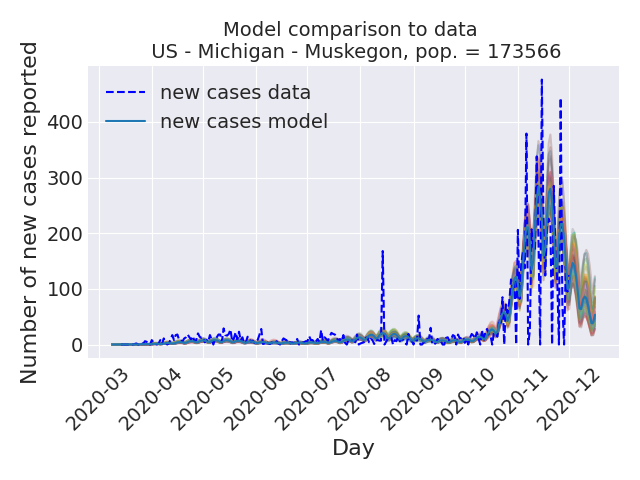 Model comparison to data
US - Michigan - Muskegon, pop. = 173566
Number of new cases reported
new cases data
new cases model
400
300
200
100
0
2020-03
2020-04
2020-05
2020-06
2020-07
2020-08
2020-09
2020-10
2020-11
2020-12
Day